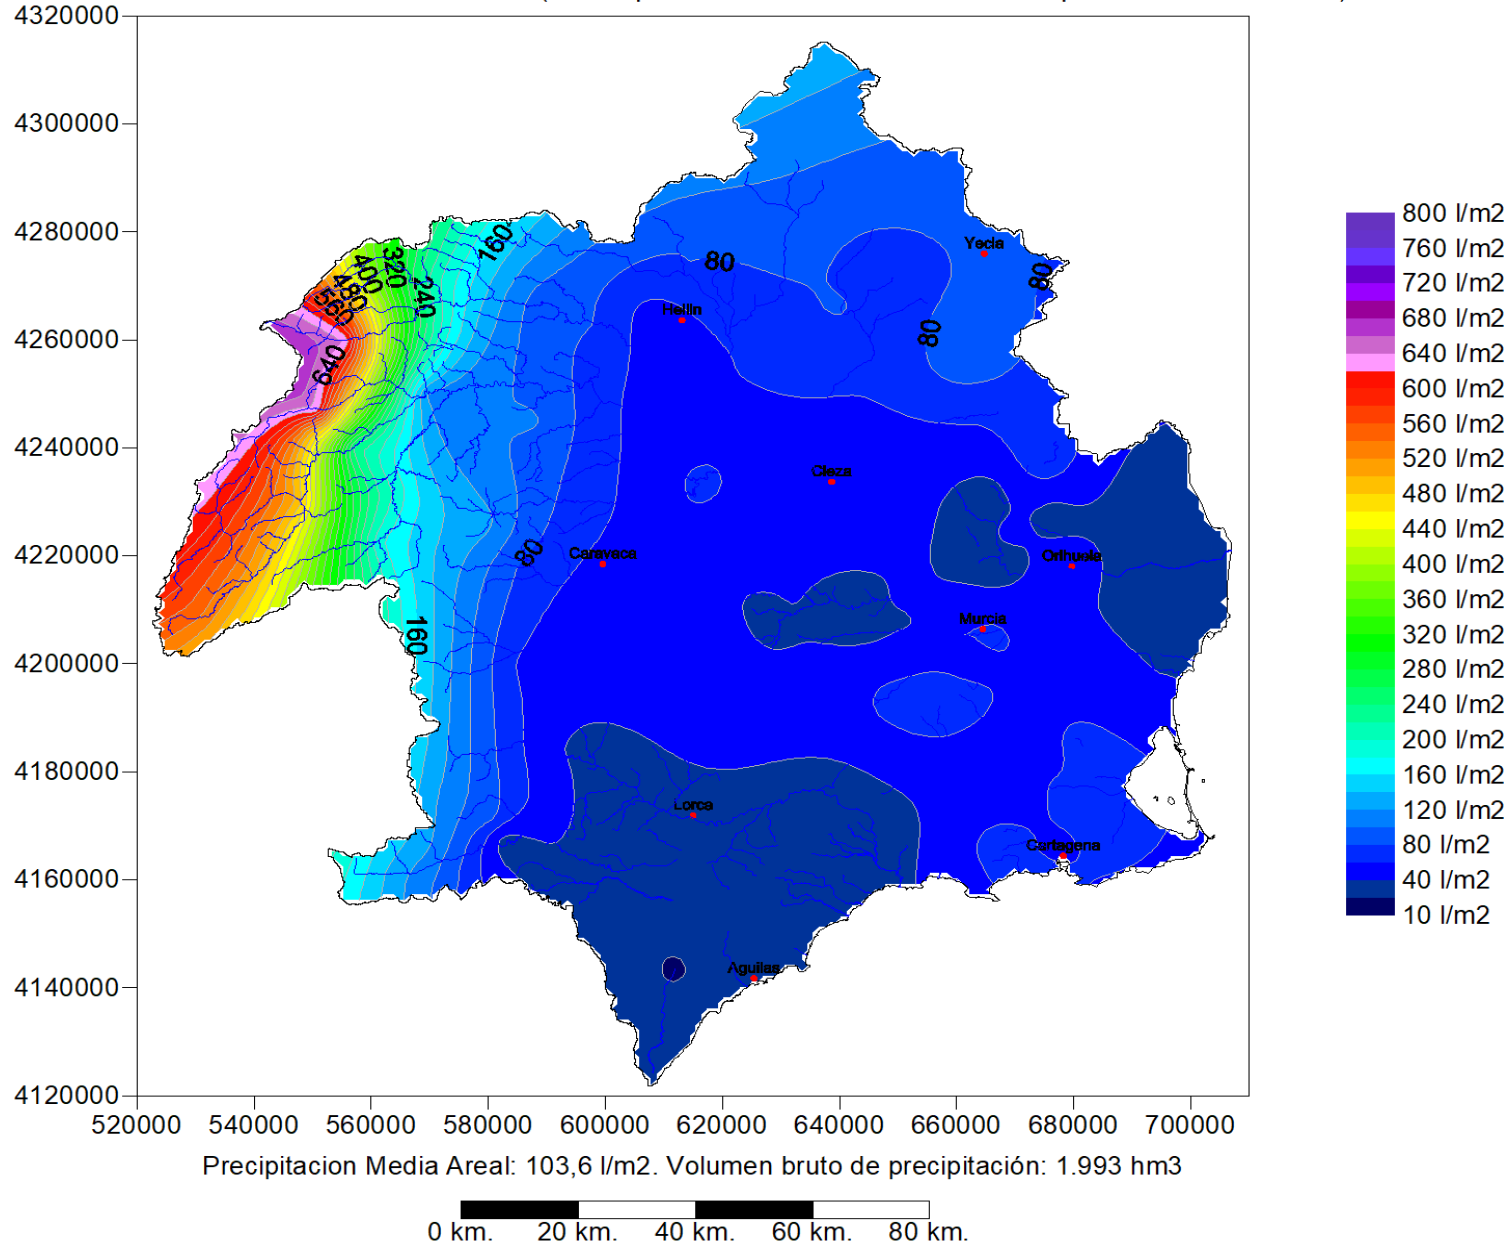 4320000
4300000
4280000
4260000
4240000
4220000
4200000
4180000
4160000
4140000
4120000
520000 540000 560000 580000 600000 620000 640000 660000 680000 700000
160
320
400
480
560
240
640
80
80
80
80
160
Yecla
Hellin
Cieza
Caravaca
Orihuela
Murcia
Lorca
Cartagena
Aguilas
800 l/m2
760 l/m2
720 l/m2
680 l/m2
640 l/m2
600 l/m2
560 l/m2
520 l/m2
480 l/m2
440 l/m2
400 l/m2
360 l/m2
320 l/m2
280 l/m2
240 l/m2
200 l/m2
160 l/m2
120 l/m2
80 l/m2
40 l/m2
10 l/m2
Precipitacion Media Areal: 103,6 l/m2. Volumen bruto de precipitación: 1.993 hm3
0 km. 20 km. 40 km. 60 km. 80 km.